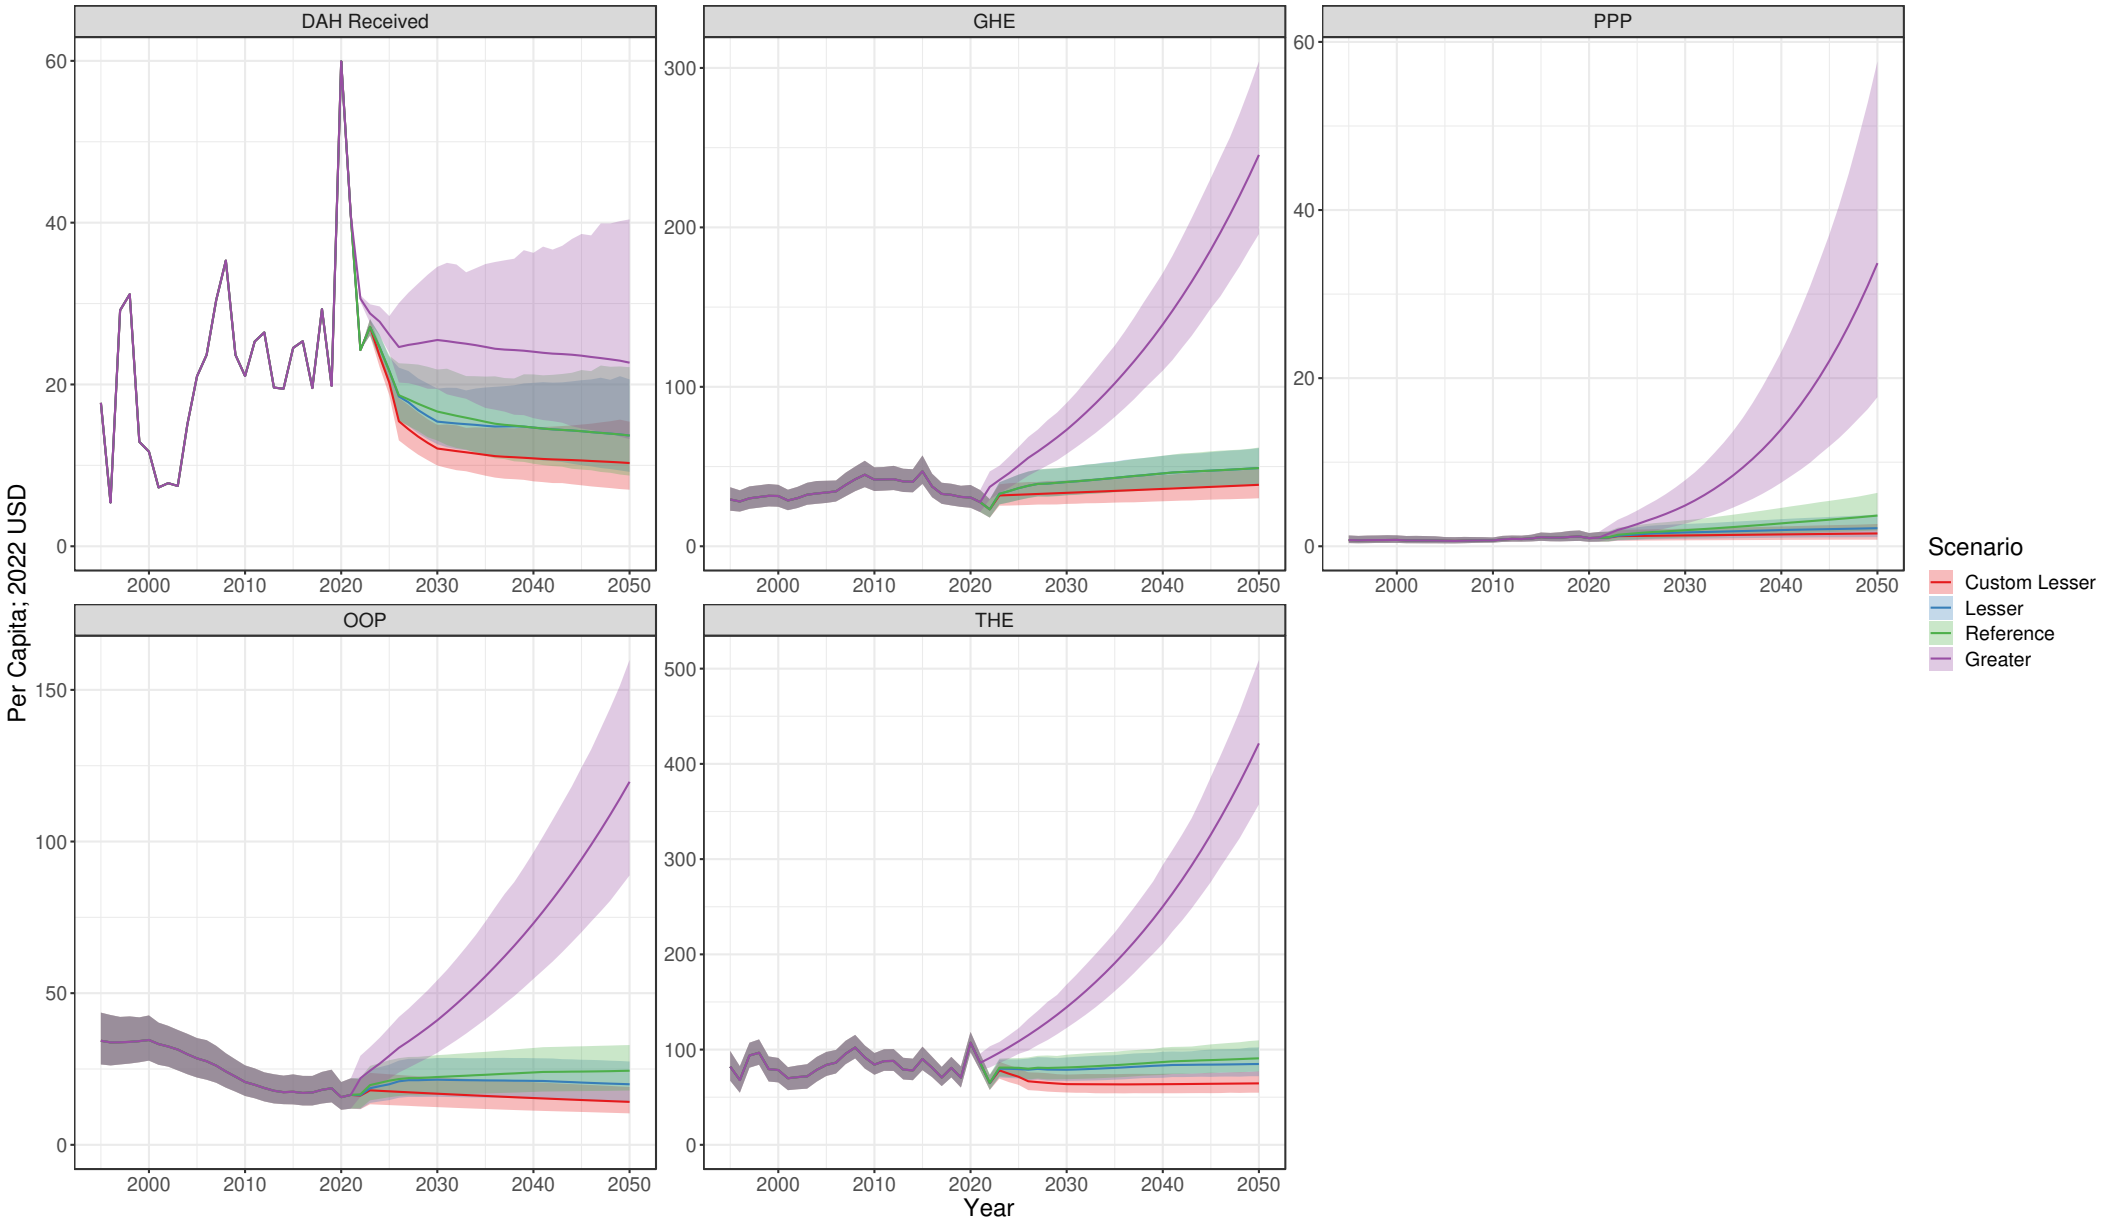 DAH Received
GHE
PPP
60
40
20
0
300
200
100
0
60
40
20
0
2000 2010 2020 2030 2040 2050
2000 2010 2020 2030 2040 2050
2000 2010 2020 2030 2040 2050
OOP
THE
150
100
50
0
500
400
300
200
100
0
2000 2010 2020 2030 2040 2050
2000 2010 2020 2030 2040 2050
Per Capita; 2022 USD
Year
Scenario
Custom Lesser
Lesser
Reference
Greater